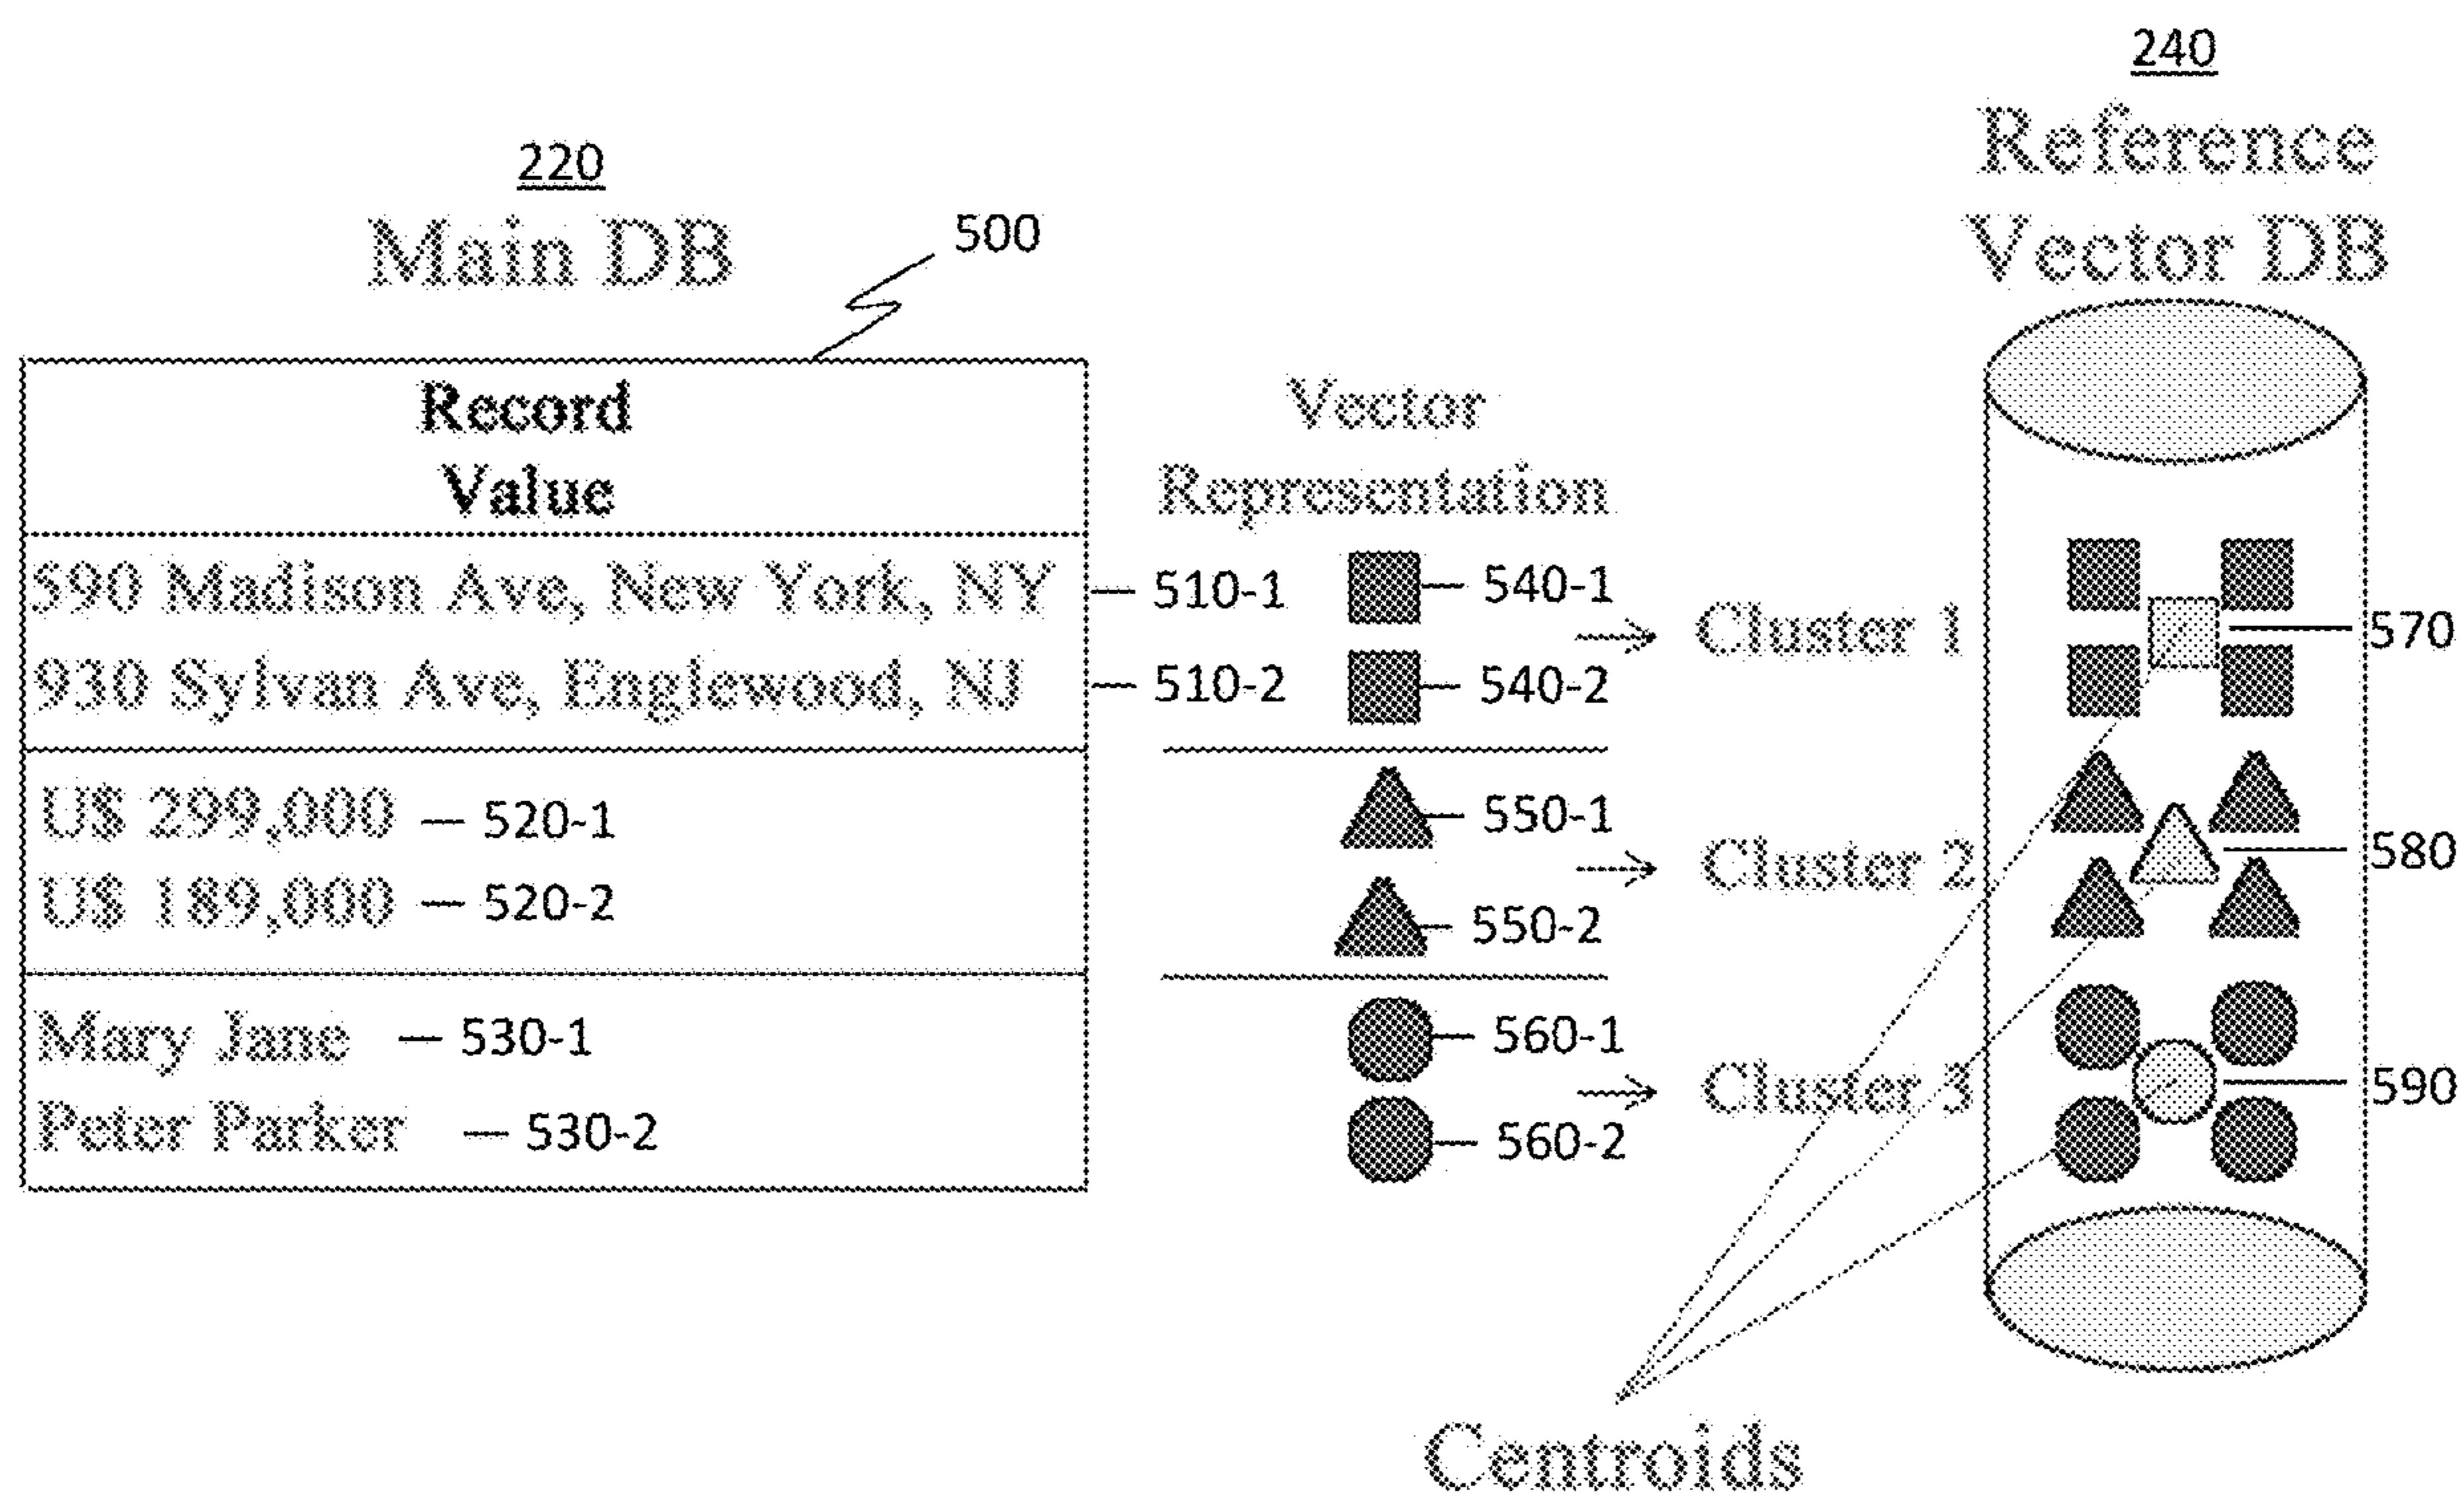 240
Reference
Vector DB
220
Main DB
500
Record
Value
Vector
Representation
590 Madison Ave, New York, NY
510-1
540-1
930 Sylvan Ave, Englewood, NJ
510-2
540-2
Cluster 1
570
U$ 299,000
520-1
550-1
U$ 189,000
520-2
550-2
Cluster 2
580
Mary Jane
530-1
560-1
Peter Parker
530-2
560-2
Cluster 3
590
Centroids